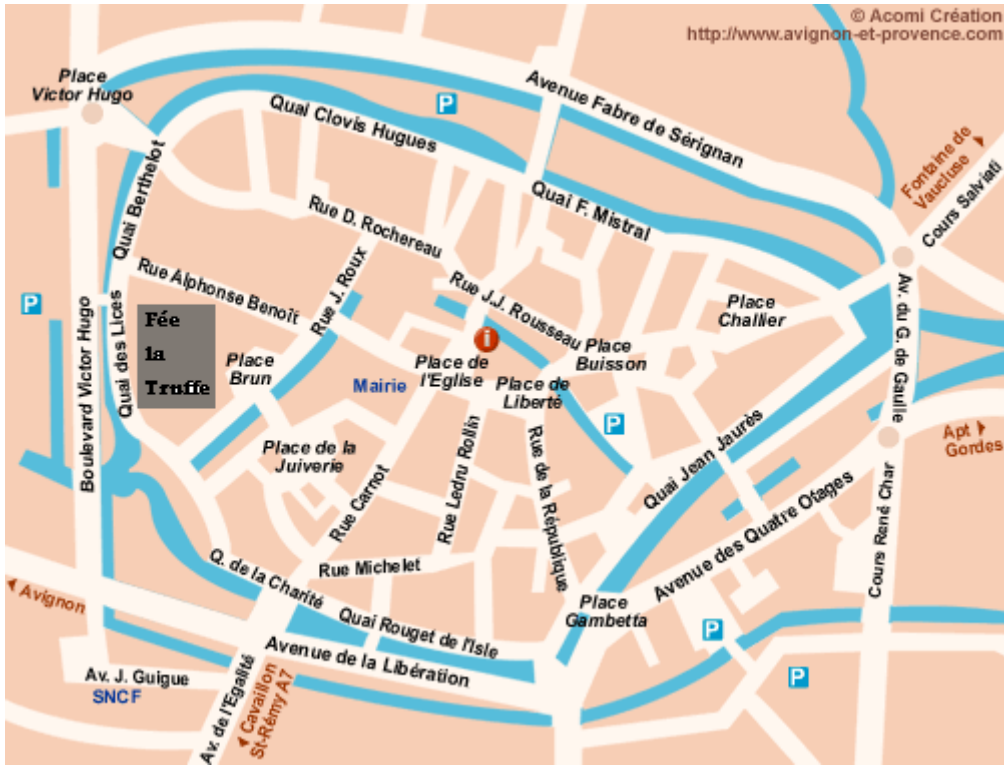 © Acomi Création
http://www.avignon-et-provence.com
Place
Victor Hugo
P
Avenue Fabre de Sérignan
Quai Clovis Hugues
Fontaine de
Vaucluse
Cours Salviati
Quai Berthelot
Quai F. Mistral
Rue D. Rochereau
Rue Alphonse Benoît
Rue J. Roux
Rue J.J. Rousseau
Av. du G. de Gaulle
P
Boulevard Victor Hugo
Quai des Lices
Fée
la
Truffe
Place
Brun
i
Place
Challier
Place
Buisson
Place de
l'Eglise
Mairie
Place de
Liberté
P
Place de la
Juiverie
Rue Carnot
Rue Ledru Rollin
Rue de la République
Quai Jean Jaurès
Apt
Gordes
Avenue des Quatre Otages
Cours René Char
Rue Michelet
Q. de la Charité
Avignon
Quai Rouget de l'Isle
Place
Gambetta
P
Avenue de la Libération
Av. J. Guigue
SNCF
P
Av. de l'Egalité
Cavaillon
St-Rémy A7